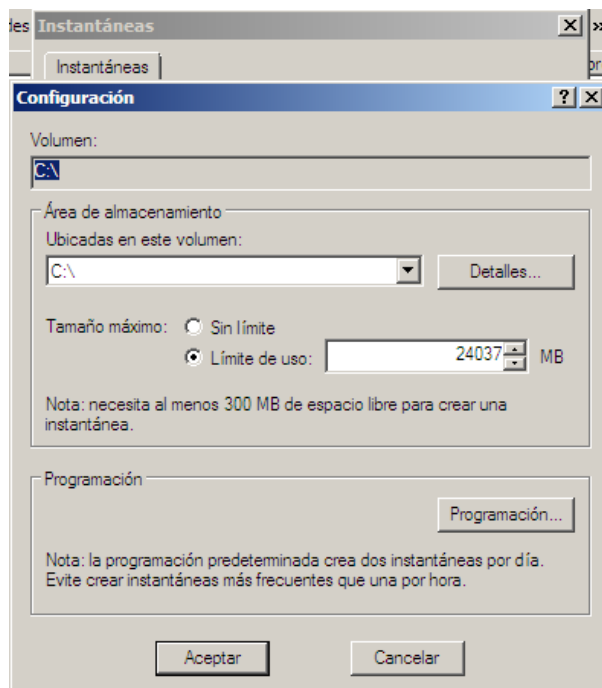 des Instantáneas »
Instantáneas
Configuración
Volumen:
C:\
Área de almacenamiento
Ubicadas en este volumen:
C:\ Detalles...
Tamaño máximo: Sin límite
Límite de uso: 24037 MB
Nota: necesita al menos 300 MB de espacio libre para crear una
instantánea.
Programación
Programación...
Nota: la programación predeterminada crea dos instantáneas por día.
Evite crear instantáneas más frecuentes que una por hora.
Aceptar Cancelar